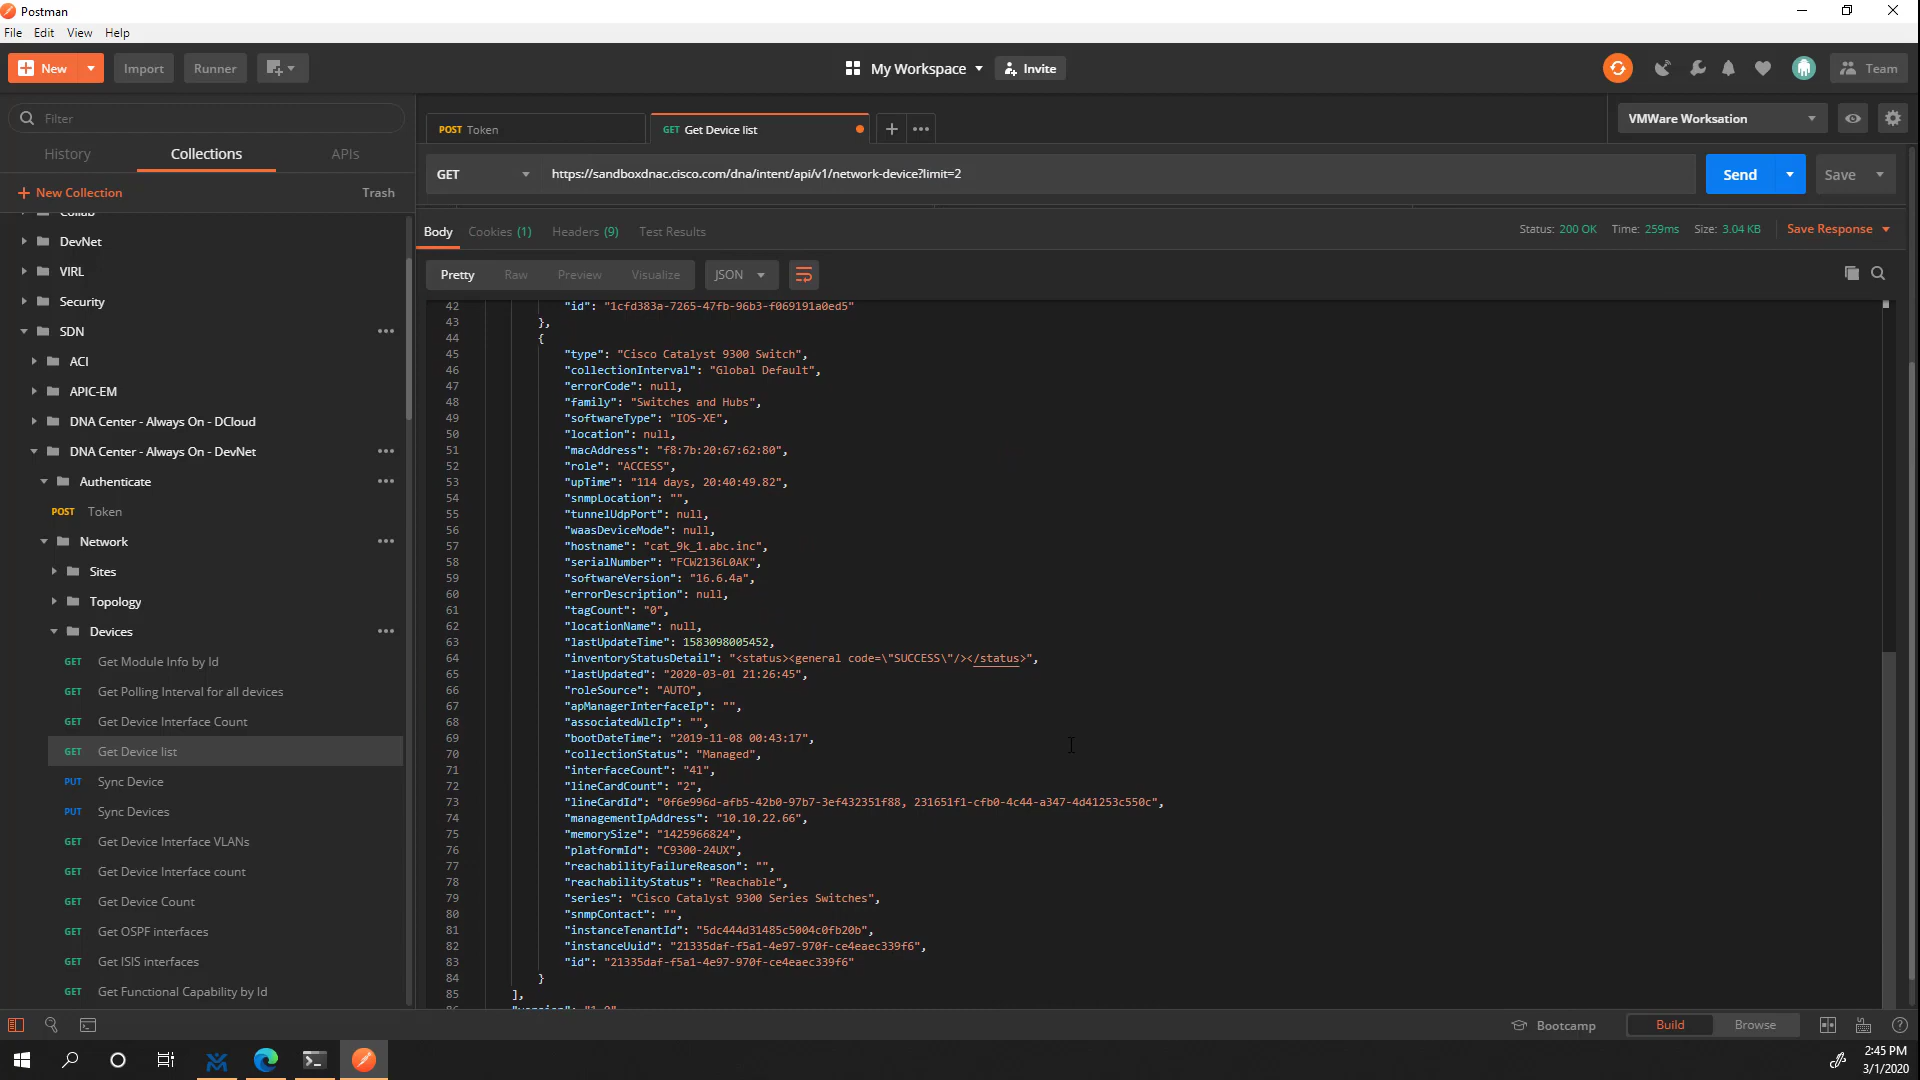 Postman
File Edit View Help
New Import Runner My Workspace Invite Team
Filter
History Collections APIs
New Collection Trash
Collab
DevNet
VIRL
Security
SDN
ACI
APIC-EM
DNA Center - Always On - DCloud
DNA Center - Always On - DevNet
Authenticate
POST Token
Network
Sites
Topology
Devices
GET Get Module Info by Id
GET Get Polling Interval for all devices
GET Get Device Interface Count
GET Get Device list
PUT Sync Device
PUT Sync Devices
GET Get Device Interface VLANs
GET Get Device Interface count
GET Get Device Count
GET Get OSPF interfaces
GET Get ISIS interfaces
GET Get Functional Capability by Id
POST Token GET Get Device list VMWare Worksation
GET https://sandboxdnac.cisco.com/dna/intent/api/v1/network-device?limit=2 Send Save
Body Cookies (1) Headers (9) Test Results Status: 200 OK Time: 259ms Size: 3.04 KB Save Response
Pretty Raw Preview Visualize JSON
42 "id": "1cfd383a-7265-47fb-96b3-f069191a0ed5"
43 },
44 {
45 "type": "Cisco Catalyst 9300 Switch",
46 "collectionInterval": "Global Default",
47 "errorCode": null,
48 "family": "Switches and Hubs",
49 "softwareType": "IOS-XE",
50 "location": null,
51 "macAddress": "f8:7b:20:67:62:80",
52 "role": "ACCESS",
53 "upTime": "114 days, 20:40:49.82",
54 "snmpLocation": "",
55 "tunnelUdpPort": null,
56 "waasDeviceMode": null,
57 "hostname": "cat_9k_1.abc.inc",
58 "serialNumber": "FCW2136L0AK",
59 "softwareVersion": "16.6.4a",
60 "errorDescription": null,
61 "tagCount": "0",
62 "locationName": null,
63 "lastUpdateTime": 1583098005452,
64 "inventoryStatusDetail": "<status><general code=\"SUCCESS\"/></status>",
65 "lastUpdated": "2020-03-01 21:26:45",
66 "roleSource": "AUTO",
67 "apManagerInterfaceIp": "",
68 "associatedWlcIp": "",
69 "bootDateTime": "2019-11-08 00:43:17",
70 "collectionStatus": "Managed",
71 "interfaceCount": "41",
72 "lineCardCount": "2",
73 "lineCardId": "0f6e996d-afb5-42b0-97b7-3ef432351f88, 231651f1-cfb0-4c44-a347-4d41253c550c",
74 "managementIpAddress": "10.10.22.66",
75 "memorySize": "1425966824",
76 "platformId": "C9300-24UX",
77 "reachabilityFailureReason": "",
78 "reachabilityStatus": "Reachable",
79 "series": "Cisco Catalyst 9300 Series Switches",
80 "snmpContact": "",
81 "instanceTenantId": "5dc444d31485c5004c0fb20b",
82 "instanceUuid": "21335daf-f5a1-4e97-970f-ce4eaec339f6",
83 "id": "21335daf-f5a1-4e97-970f-ce4eaec339f6"
84 }
85 ],
86 "version": "1.0"
Bootcamp Build Browse
2:45 PM
3/1/2020